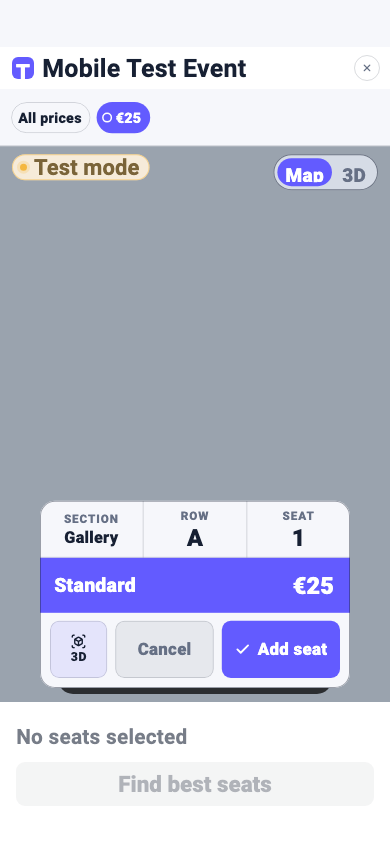 Mobile Test Event
All prices
€25
Test mode
Map
3D
SECTION
ROW
SEAT
Gallery
A
1
Standard
€25
3D
Cancel
Add seat
No seats selected
Find best seats